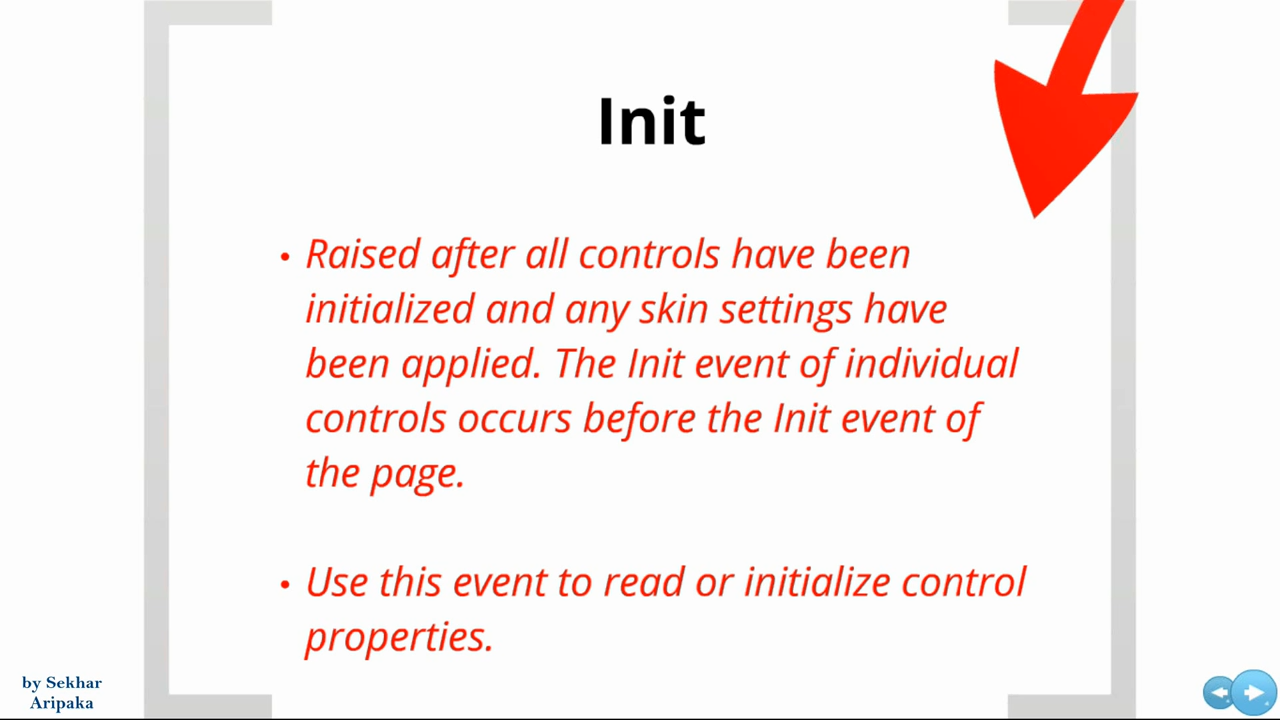 Init
• Raised after all controls have been
initialized and any skin settings have
been applied. The Init event of individual
controls occurs before the Init event of
the page.
• Use this event to read or initialize control
properties.
by Sekhar
Aripaka